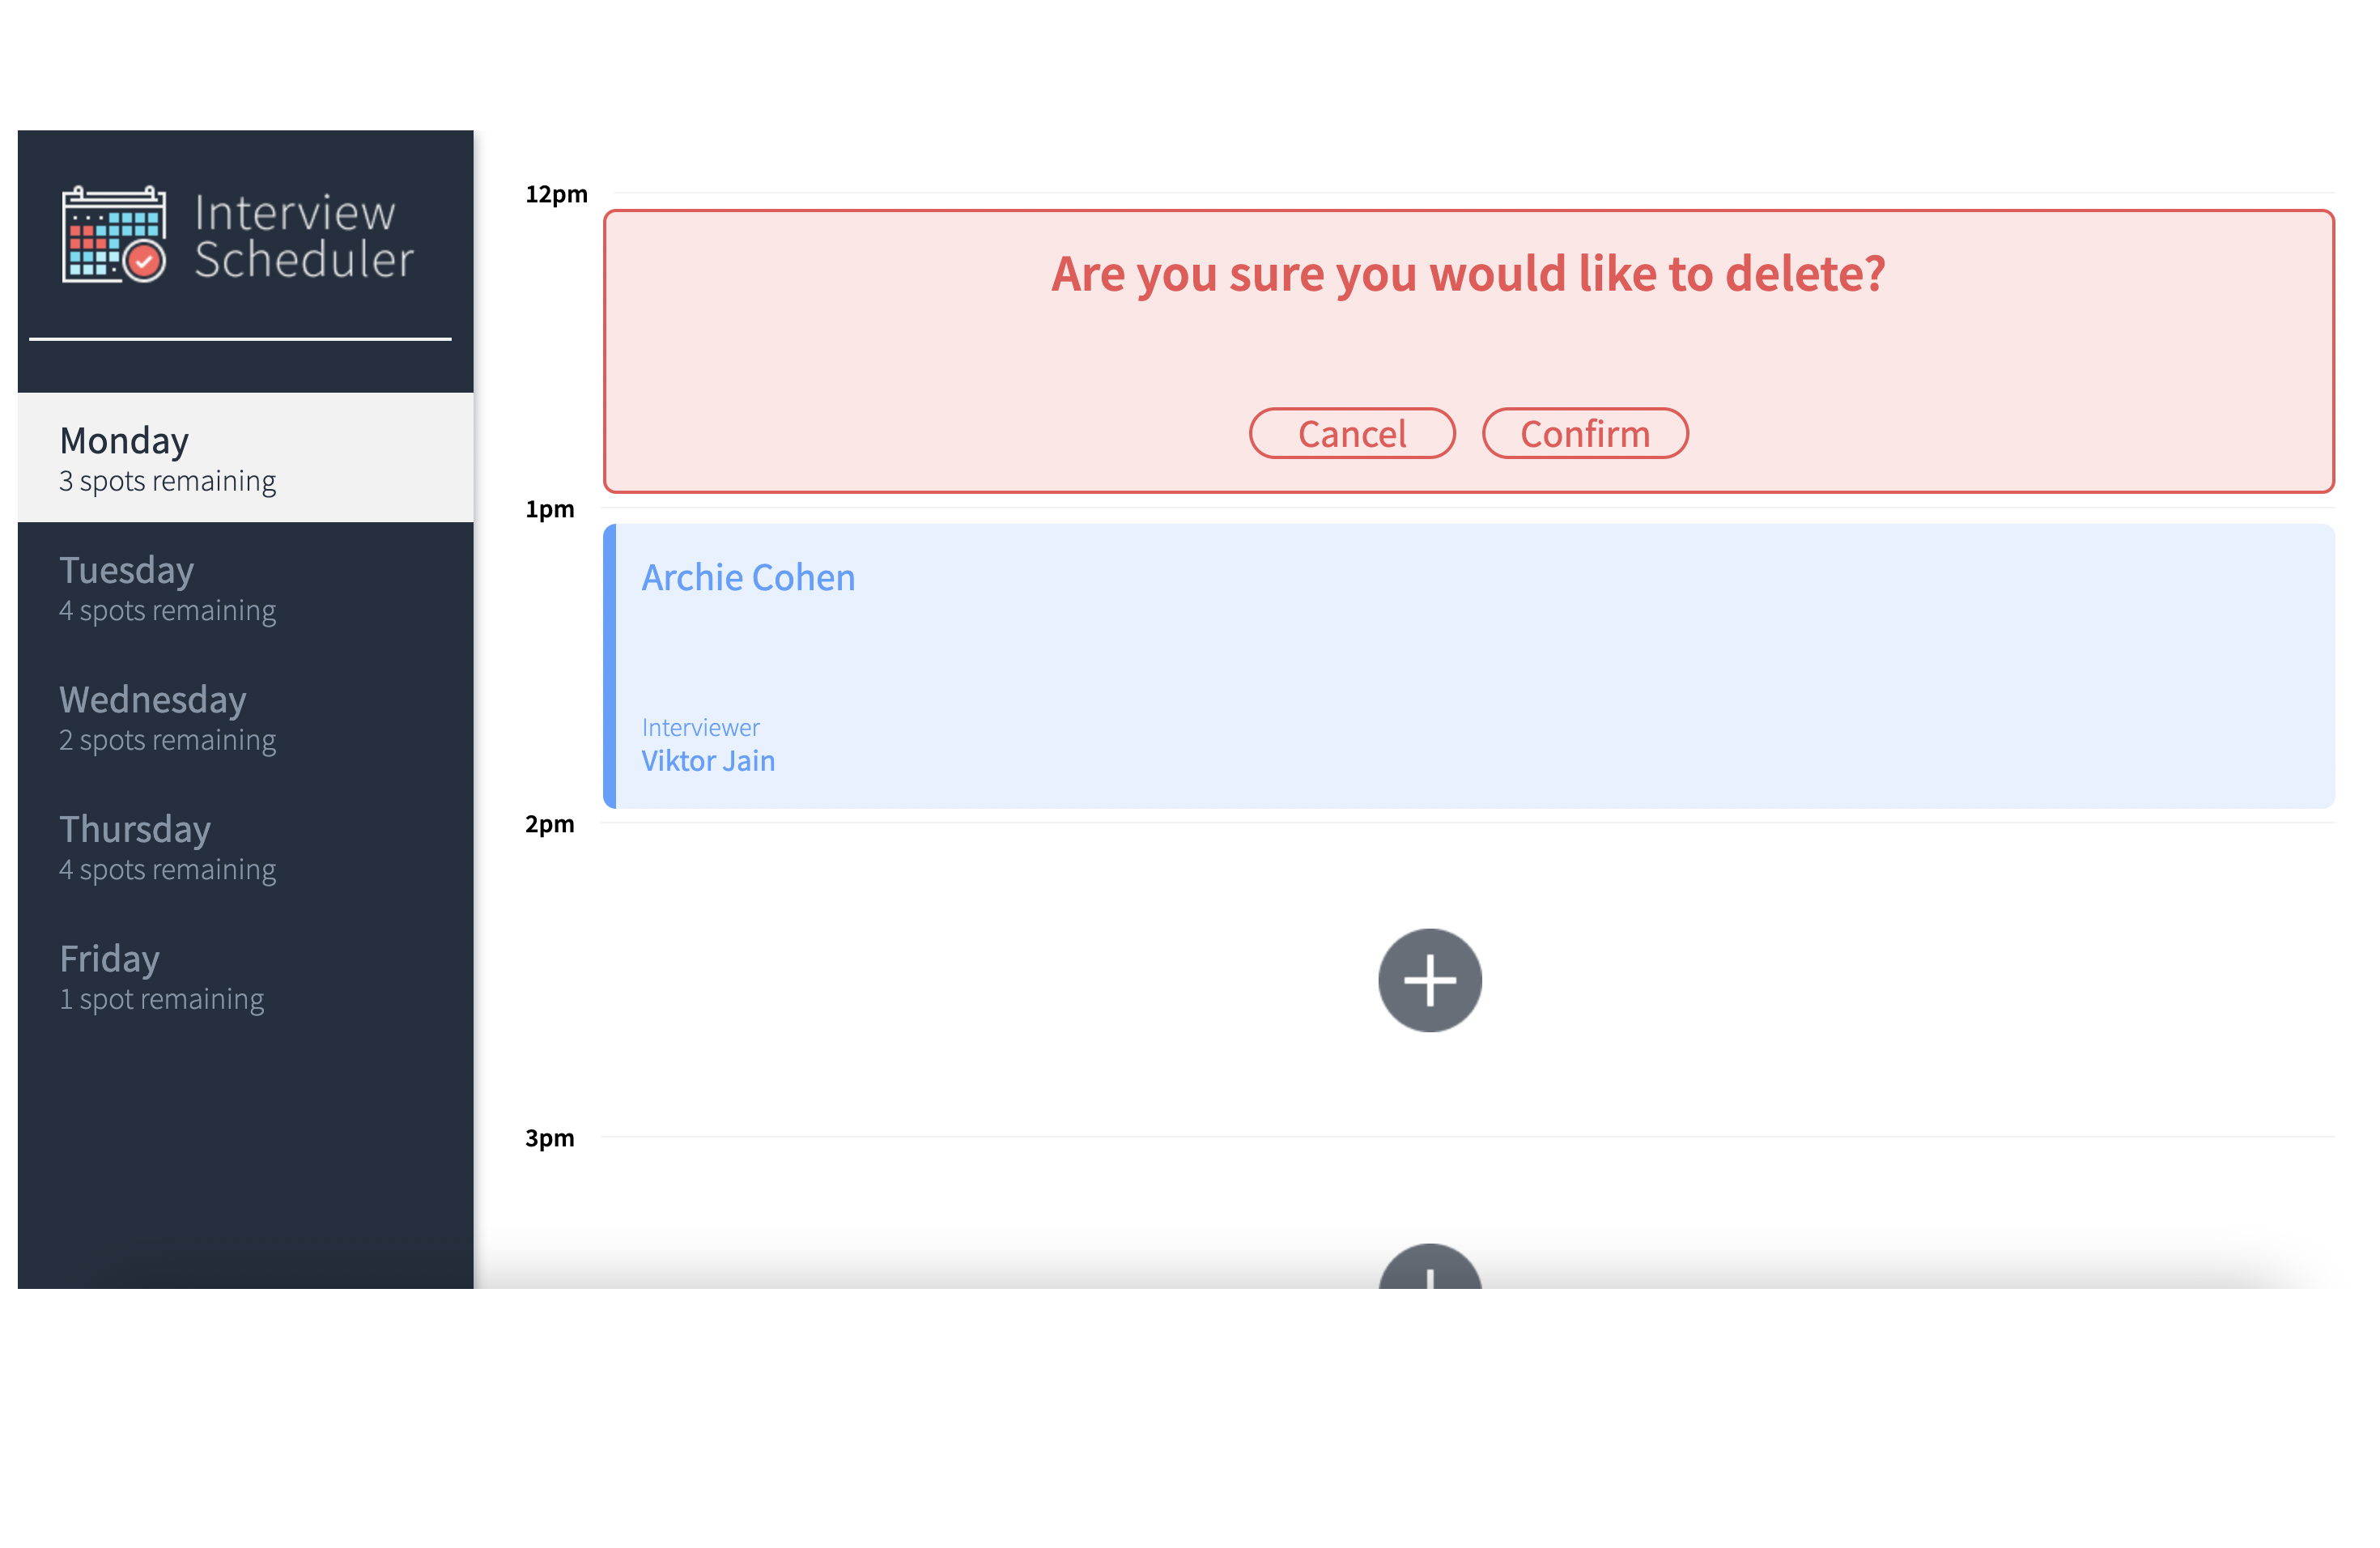 Interview
Scheduler
Monday
3 spots remaining
Tuesday
4 spots remaining
Wednesday
2 spots remaining
Thursday
4 spots remaining
Friday
1 spot remaining
12pm
Are you sure you would like to delete?
Cancel Confirm
1pm
Archie Cohen
Interviewer
Viktor Jain
2pm
3pm